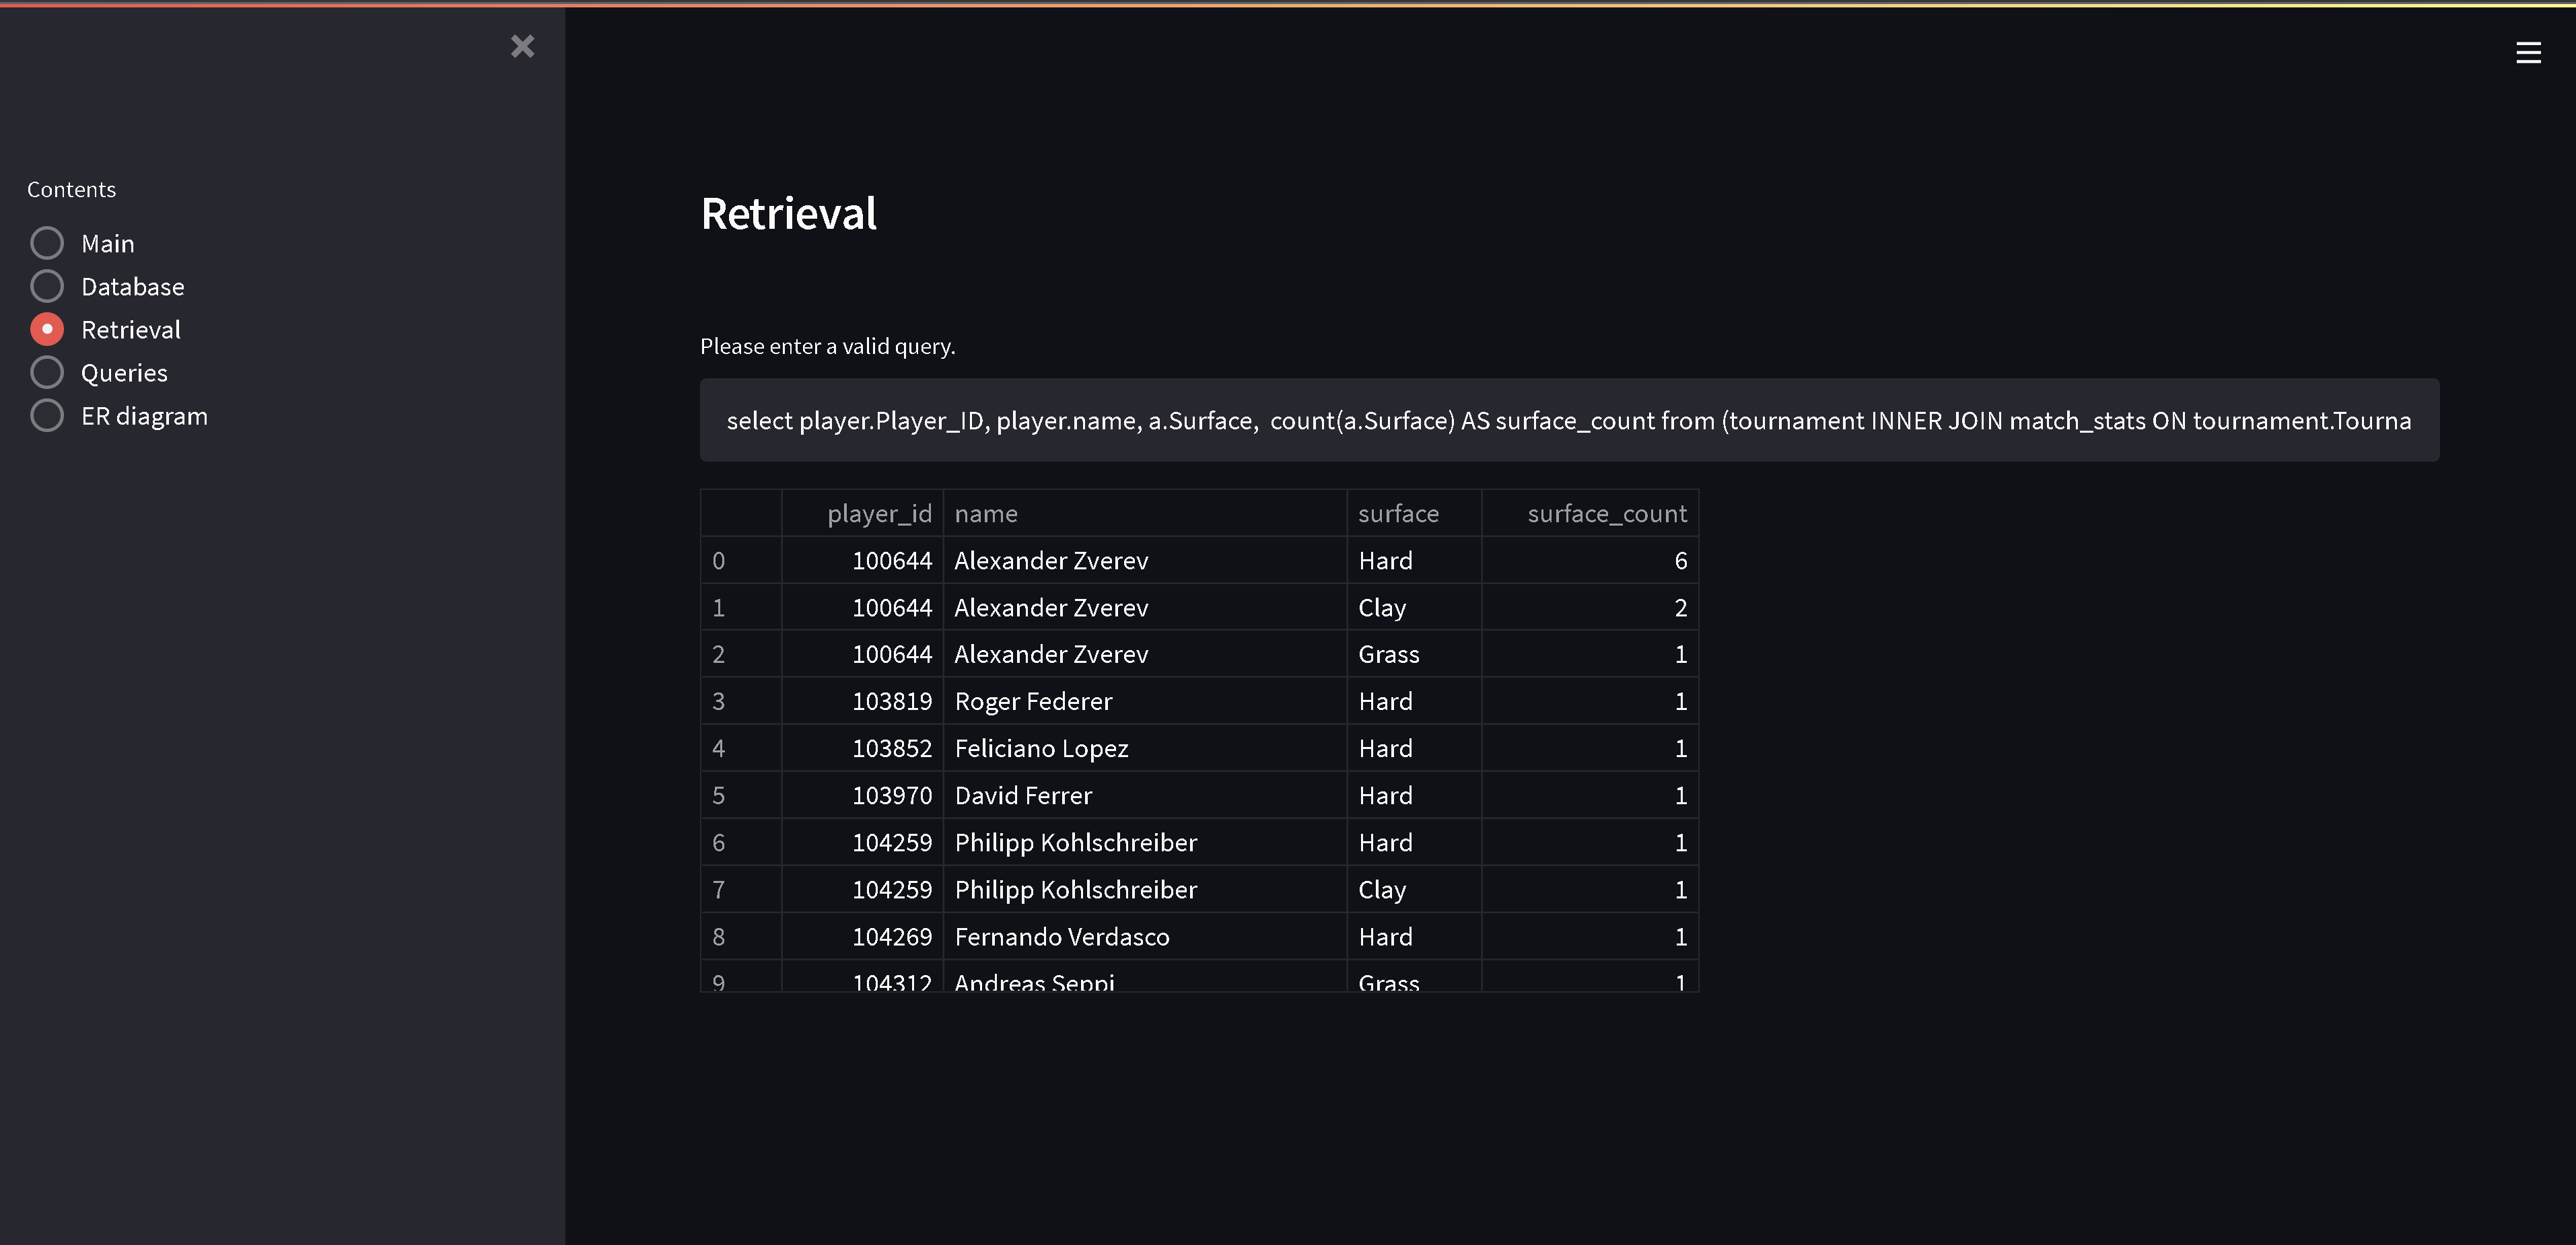 Contents
Main
Database
Retrieval
Queries
ER diagram
Retrieval
Please enter a valid query.
select player.Player_ID, player.name, a.Surface,  count(a.Surface) AS surface_count from (tournament INNER JOIN match_stats ON tournament.Tourna
player_id name surface surface_count
0 100644 Alexander Zverev Hard 6
1 100644 Alexander Zverev Clay 2
2 100644 Alexander Zverev Grass 1
3 103819 Roger Federer Hard 1
4 103852 Feliciano Lopez Hard 1
5 103970 David Ferrer Hard 1
6 104259 Philipp Kohlschreiber Hard 1
7 104259 Philipp Kohlschreiber Clay 1
8 104269 Fernando Verdasco Hard 1
9 104312 Andreas Seppi Grass 1